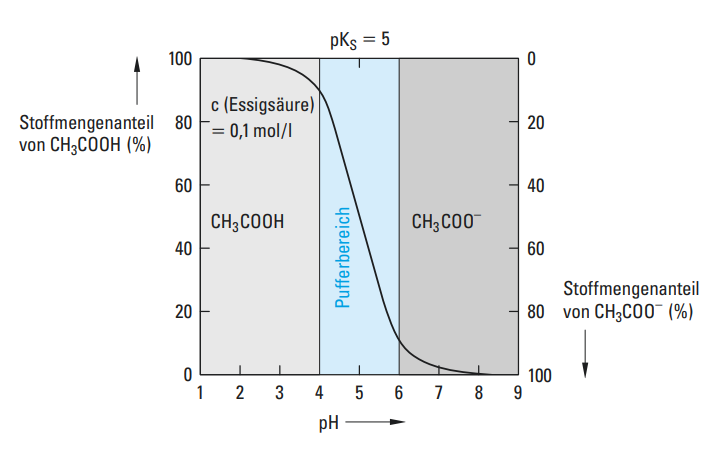 pKS = 5
100
80
60
40
20
0
Stoffmengenanteil
von CH3COOH (%)
c (Essigsäure)
= 0,1 mol/l
CH3COOH
Pufferbereich
CH3COO−
0
20
40
60
80
100
Stoffmengenanteil
von CH3COO− (%)
1 2 3 4 5 6 7 8 9
pH